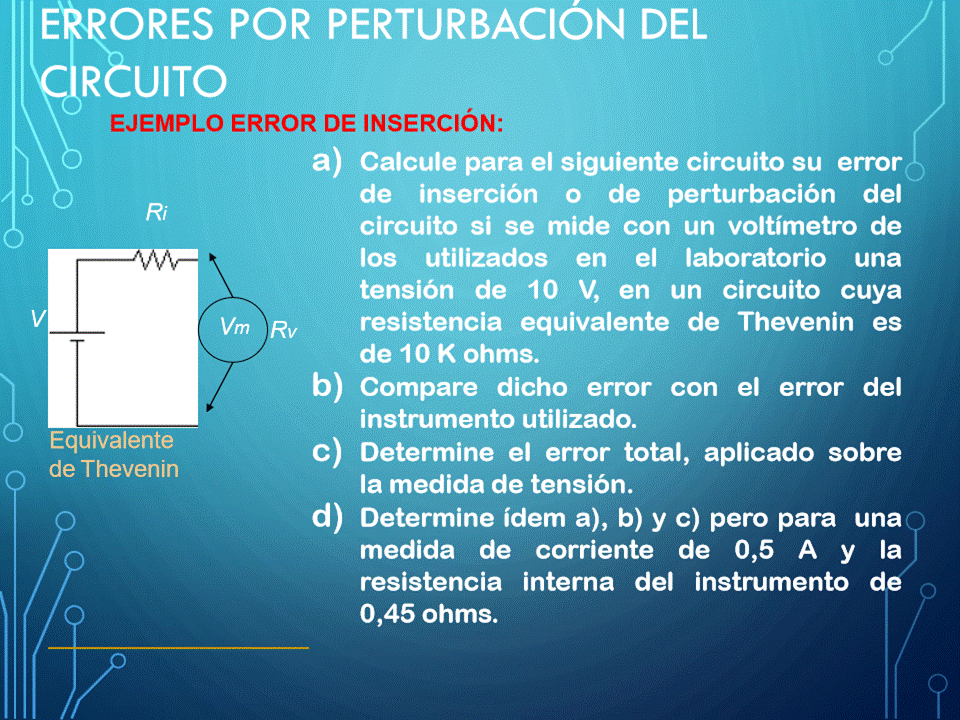 ERRORES POR PERTURBACIÓN DEL
CIRCUITO
EJEMPLO ERROR DE INSERCIÓN:
a) Calcule para el siguiente circuito su error
de inserción o de perturbación del
circuito si se mide con un voltímetro de
los utilizados en el laboratorio una
tensión de 10 V, en un circuito cuya
resistencia equivalente de Thevenin es
de 10 K ohms.
b) Compare dicho error con el error del
instrumento utilizado.
c) Determine el error total, aplicado sobre
la medida de tensión.
d) Determine ídem a), b) y c) pero para una
medida de corriente de 0,5 A y la
resistencia interna del instrumento de
0,45 ohms.
Ri
V
Vm
Rv
Equivalente
de Thevenin